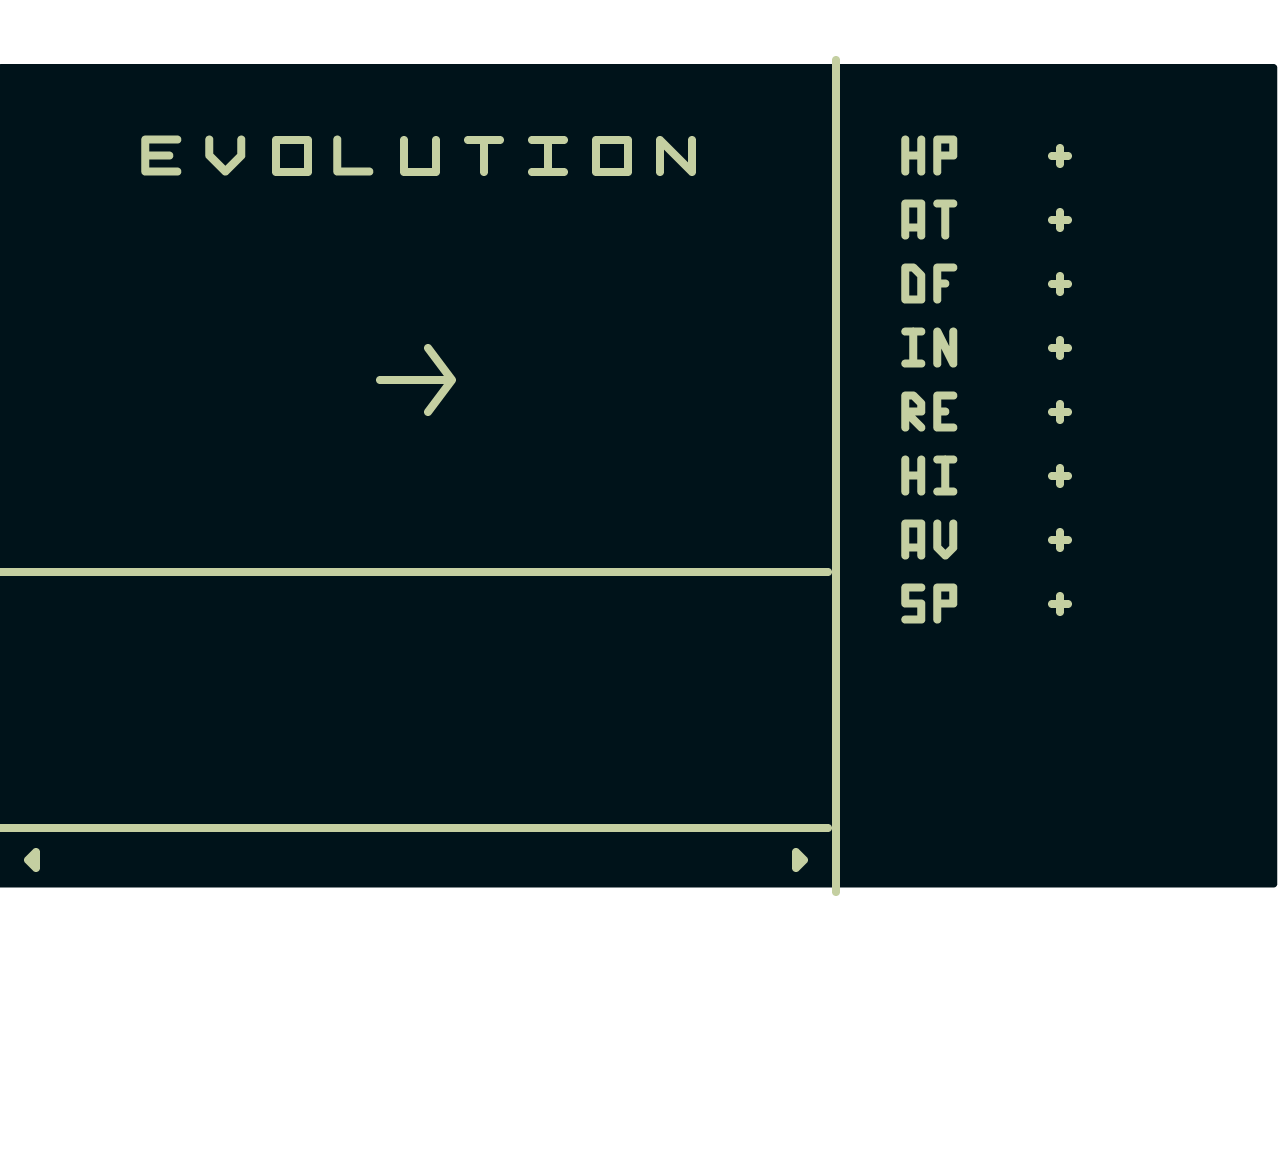 EVOLUTION
HP +
AT +
DF +
IN +
RE +
HI +
AV +
SP +